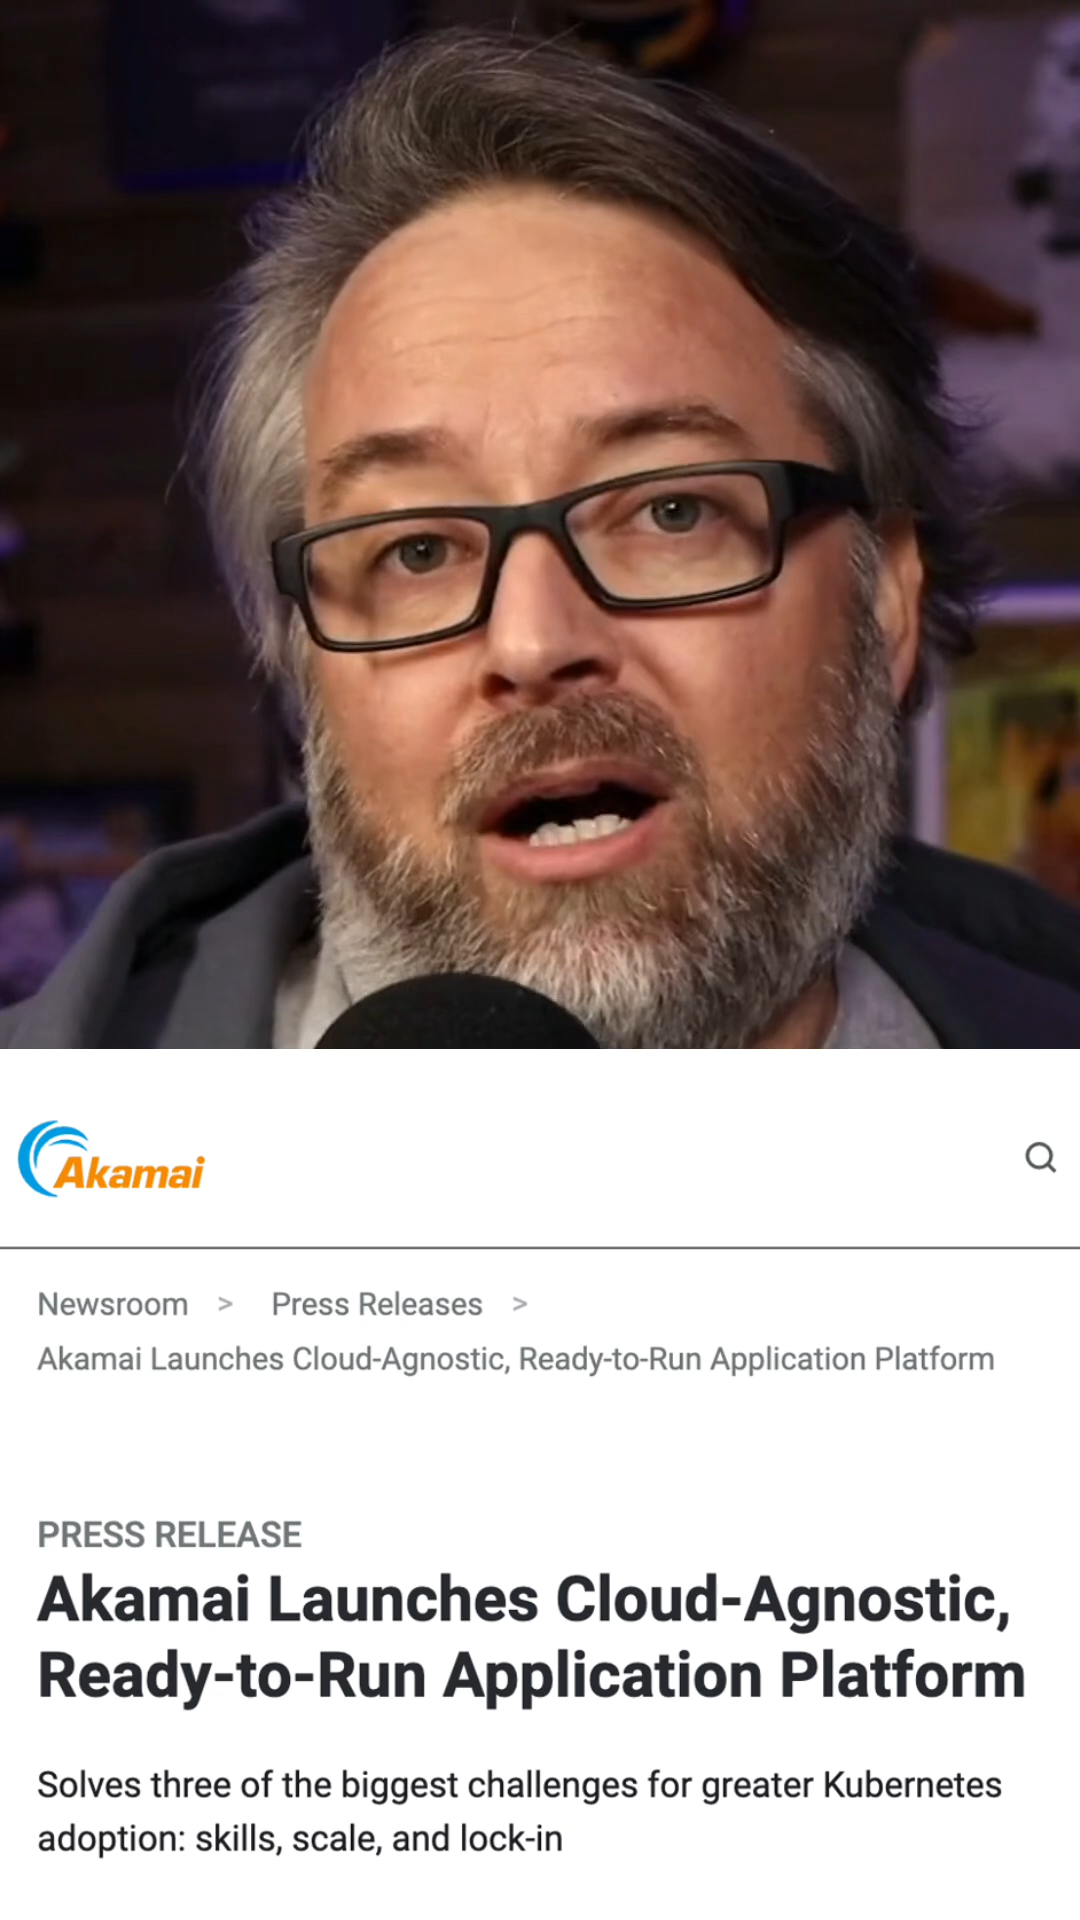 Akamai
Newsroom > Press Releases >
Akamai Launches Cloud-Agnostic, Ready-to-Run Application Platform
PRESS RELEASE
Akamai Launches Cloud-Agnostic,
Ready-to-Run Application Platform
Solves three of the biggest challenges for greater Kubernetes
adoption: skills, scale, and lock-in